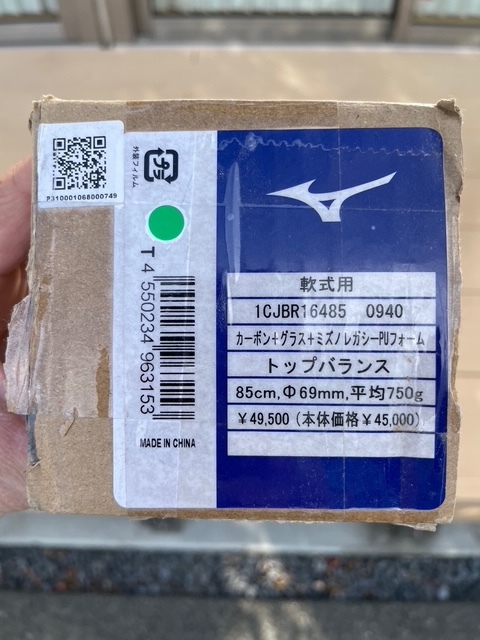 P310001068000749
外装フィルム
プラ
T 4 550234 963153
MADE IN CHINA
軟式用
1CJBR16485 0940
カーボン+グラス+ミズノレガシーPUフォーム
トップバランス
85cm,Φ69mm,平均750g
￥49,500（本体価格￥45,000）